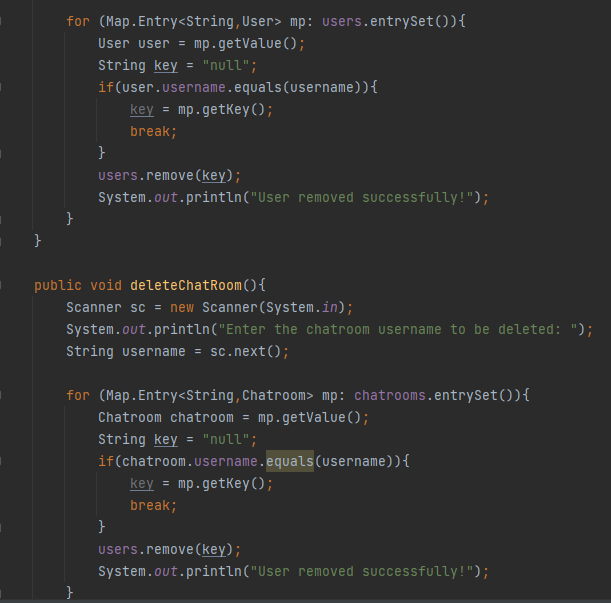 for (Map.Entry<String,User> mp: users.entrySet()){
User user = mp.getValue();
String key = "null";
if(user.username.equals(username)){
key = mp.getKey();
break;
}
users.remove(key);
System.out.println("User removed successfully!");
}
}
public void deleteChatRoom(){
Scanner sc = new Scanner(System.in);
System.out.println("Enter the chatroom username to be deleted: ");
String username = sc.next();
for (Map.Entry<String,Chatroom> mp: chatrooms.entrySet()){
Chatroom chatroom = mp.getValue();
String key = "null";
if(chatroom.username.equals(username)){
key = mp.getKey();
break;
}
users.remove(key);
System.out.println("User removed successfully!");
}